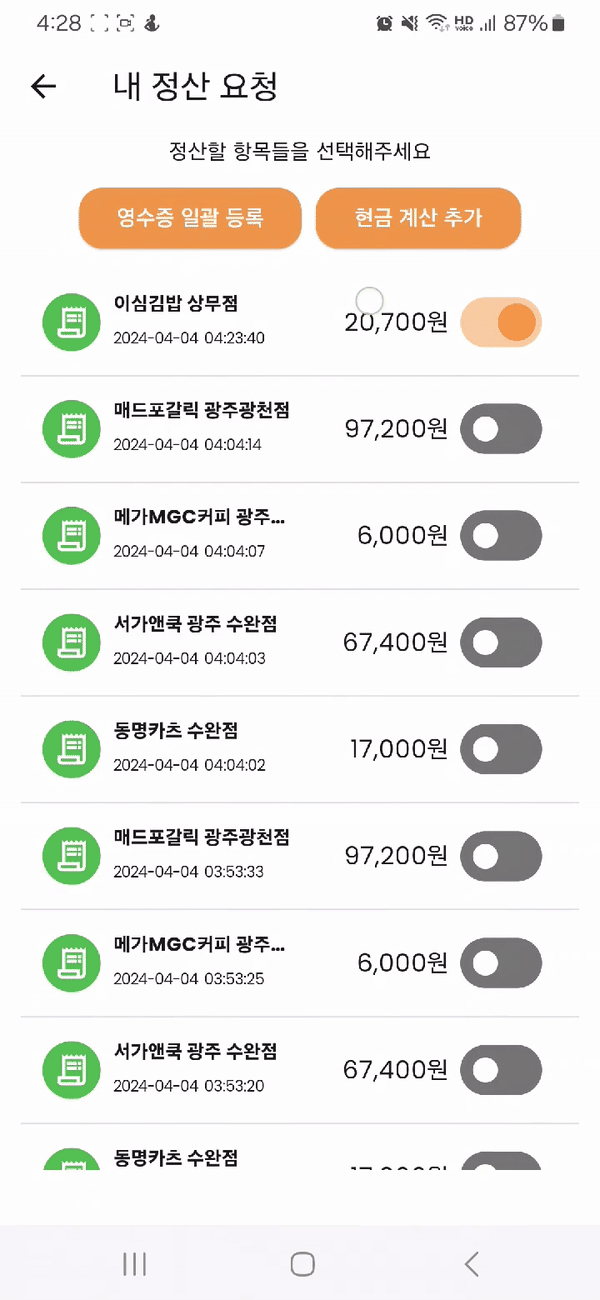 4:28 HD voice 87%
내 정산 요청
정산할 항목들을 선택해주세요
영수증 일괄 등록 현금 계산 추가
이심김밥 상무점
20,700원
2024-04-04 04:23:40
매드포갈릭 광주광천점
97,200원
2024-04-04 04:04:14
메가MGC커피 광주...
6,000원
2024-04-04 04:04:07
서가앤쿡 광주 수완점
67,400원
2024-04-04 04:04:03
동명카츠 수완점
17,000원
2024-04-04 04:04:02
매드포갈릭 광주광천점
97,200원
2024-04-04 03:53:33
메가MGC커피 광주...
6,000원
2024-04-04 03:53:25
서가앤쿡 광주 수완점
67,400원
2024-04-04 03:53:20
동명카츠 수완점